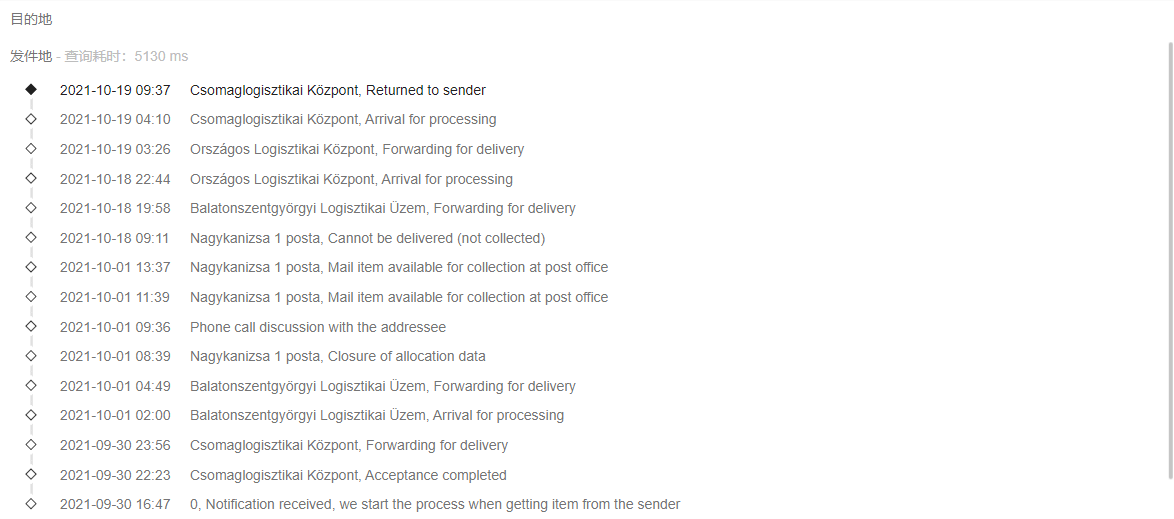 目的地
发件地 - 查询耗时：5130 ms
2021-10-19 09:37 Csomaglogisztikai Központ, Returned to sender
2021-10-19 04:10 Csomaglogisztikai Központ, Arrival for processing
2021-10-19 03:26 Országos Logisztikai Központ, Forwarding for delivery
2021-10-18 22:44 Országos Logisztikai Központ, Arrival for processing
2021-10-18 19:58 Balatonszentgyörgyi Logisztikai Üzem, Forwarding for delivery
2021-10-18 09:11 Nagykanizsa 1 posta, Cannot be delivered (not collected)
2021-10-01 13:37 Nagykanizsa 1 posta, Mail item available for collection at post office
2021-10-01 11:39 Nagykanizsa 1 posta, Mail item available for collection at post office
2021-10-01 09:36 Phone call discussion with the addressee
2021-10-01 08:39 Nagykanizsa 1 posta, Closure of allocation data
2021-10-01 04:49 Balatonszentgyörgyi Logisztikai Üzem, Forwarding for delivery
2021-10-01 02:00 Balatonszentgyörgyi Logisztikai Üzem, Arrival for processing
2021-09-30 23:56 Csomaglogisztikai Központ, Forwarding for delivery
2021-09-30 22:23 Csomaglogisztikai Központ, Acceptance completed
2021-09-30 16:47 0, Notification received, we start the process when getting item from the sender